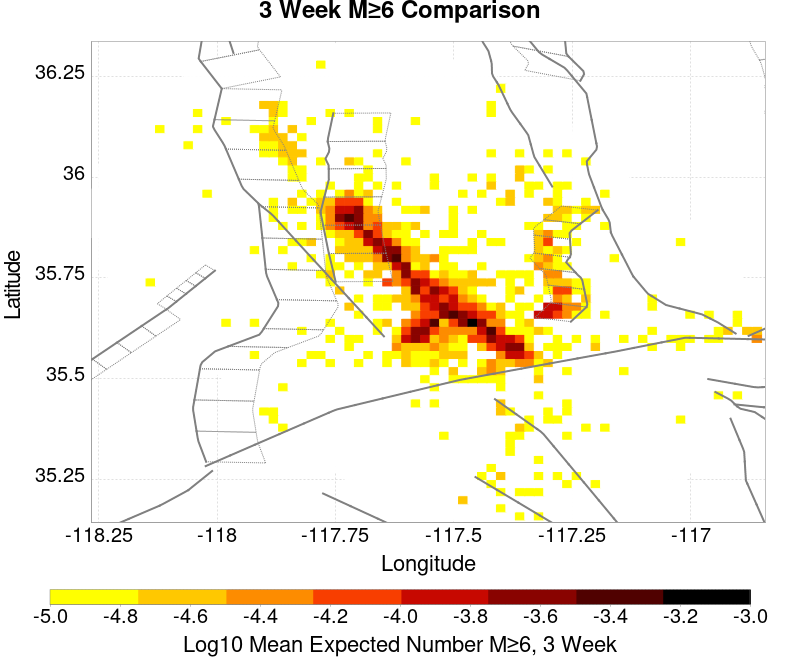 3 Week M≥6 Comparison
36.25
36
35.75
35.5
35.25
Latitude
-118.25 -118 -117.75 -117.5 -117.25 -117
Longitude
-5.0 -4.8 -4.6 -4.4 -4.2 -4.0 -3.8 -3.6 -3.4 -3.2 -3.0
Log10 Mean Expected Number M≥6, 3 Week